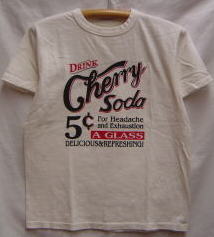 DRINK
Cherry
Soda
5¢ For Headache
and Exhaustion
A GLASS
DELICIOUS&REFRESHING!